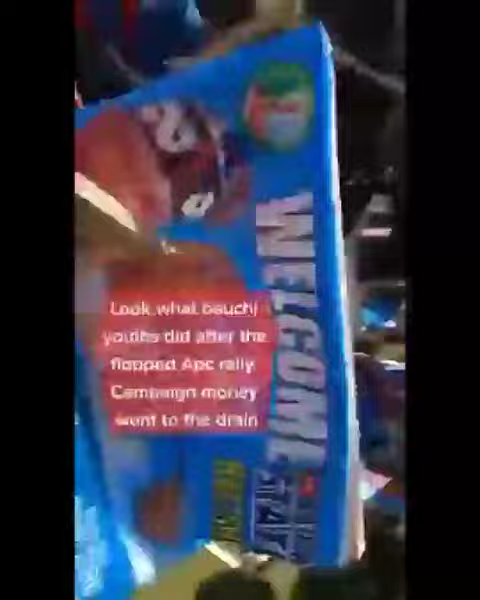 Look what bauchi
youths did after the
flopped Apc rally
Campaign money
went to the drain
WELCOME